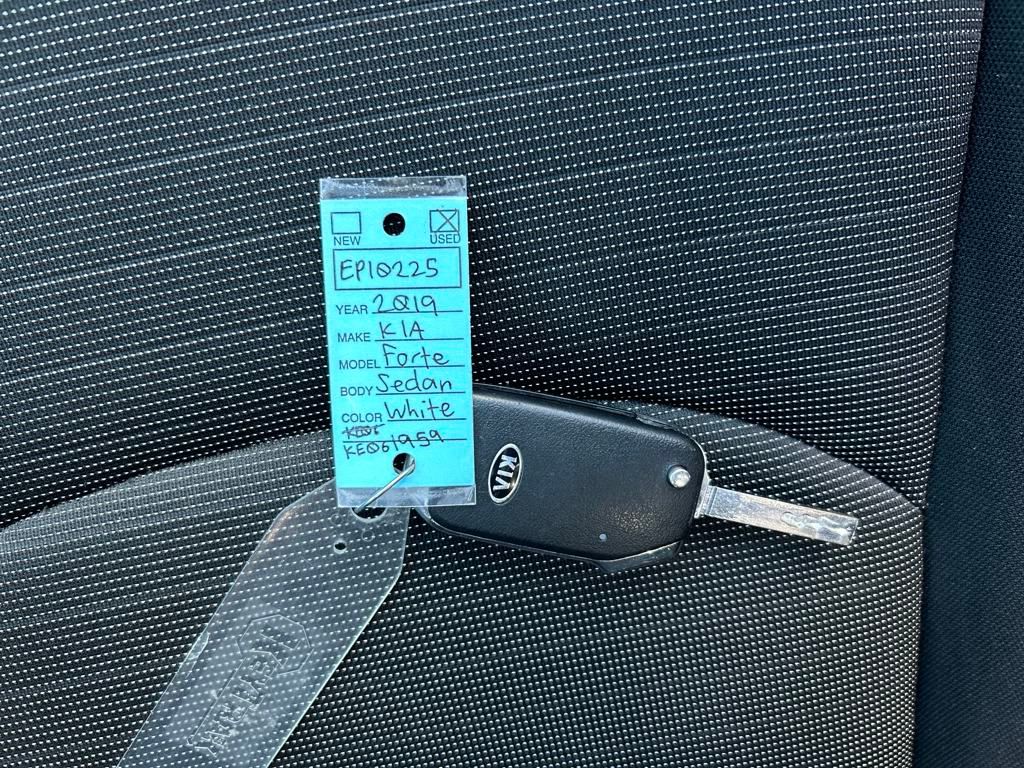 NEW USED
EP10225
YEAR 2019
MAKE KIA
MODEL Forte
BODY Sedan
COLOR White
KE061959
KIA